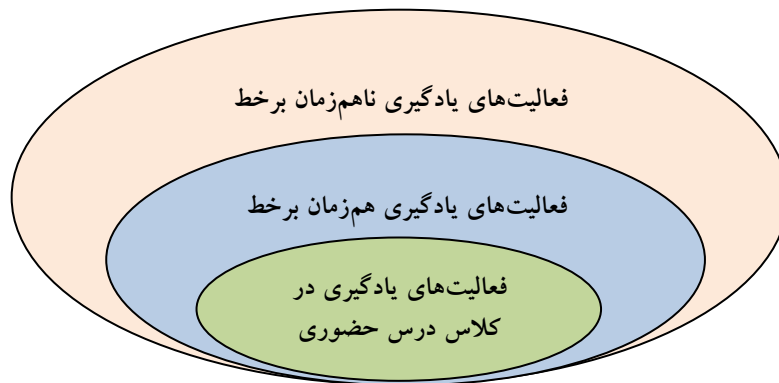 فعالیت‌های یادگیری ناهم‌زمان برخط
فعالیت‌های یادگیری هم‌زمان برخط
فعالیت‌های یادگیری در
کلاس درس حضوری